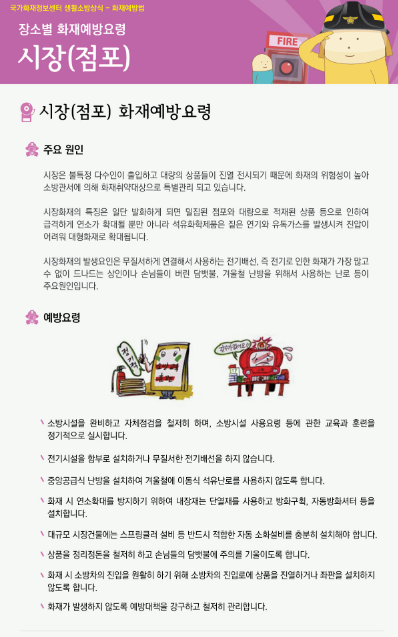 국가화재정보센터 생활소방상식 - 화재예방법
장소별 화재예방요령
시장(점포)
FIRE
시장(점포) 화재예방요령
주요 원인
시장은 불특정 다수인이 출입하고 대량의 상품들이 진열 전시되기 때문에 화재의 위험성이 높아
소방관서에 의해 화재취약대상으로 특별관리 되고 있습니다.
시장화재의 특징은 일단 발화하게 되면 밀집된 점포와 대량으로 적재된 상품 등으로 인하여
급격하게 연소가 확대될 뿐만 아니라 석유화학제품은 짙은 연기와 유독가스를 발생시켜 진압이
어려워 대형화재로 확대됩니다.
시장화재의 발생요인은 무질서하게 연결해서 사용하는 전기배선, 즉 전기로 인한 화재가 가장 많고
수 없이 드나드는 상인이나 손님들이 버린 담뱃불, 겨울철 난방을 위해서 사용하는 난로 등이
주요원인입니다.
예방요령
소방시설을 완비하고 자체점검을 철저히 하며, 소방시설 사용요령 등에 관한 교육과 훈련을
정기적으로 실시합니다.
전기시설을 함부로 설치하거나 무질서한 전기배선을 하지 않습니다.
중앙공급식 난방을 설치하여 겨울철에 이동식 석유난로를 사용하지 않도록 합니다.
화재 시 연소확대를 방지하기 위하여 내장재는 단열재를 사용하고 방화구획, 자동방화셔터 등을
설치합니다.
대규모 시장건물에는 스프링클러 설비 등 반드시 적합한 자동 소화설비를 충분히 설치해야 합니다.
상품을 정리정돈을 철저히 하고 손님들의 담뱃불에 주의를 기울이도록 합니다.
화재 시 소방차의 진입을 원활히 하기 위해 소방차의 진입로에 상품을 진열하거나 좌판을 설치하지
않도록 합니다.
화재가 발생하지 않도록 예방대책을 강구하고 철저히 관리합니다.